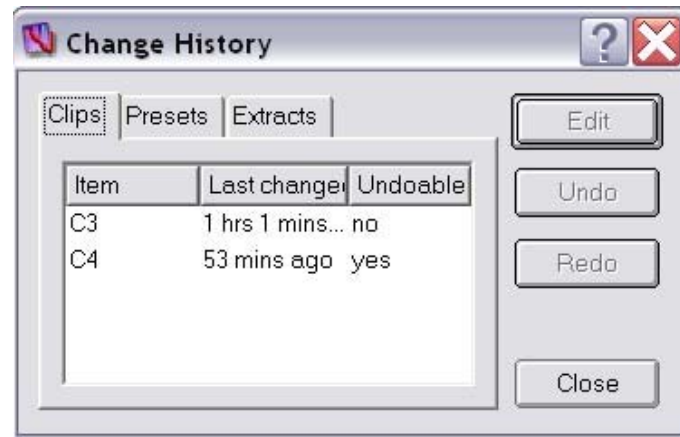 Change History
Clips Presets Extracts
Edit
Undo
Redo
Close
Item Last change Undoable
C3 1 hrs 1 mins... no
C4 53 mins ago yes